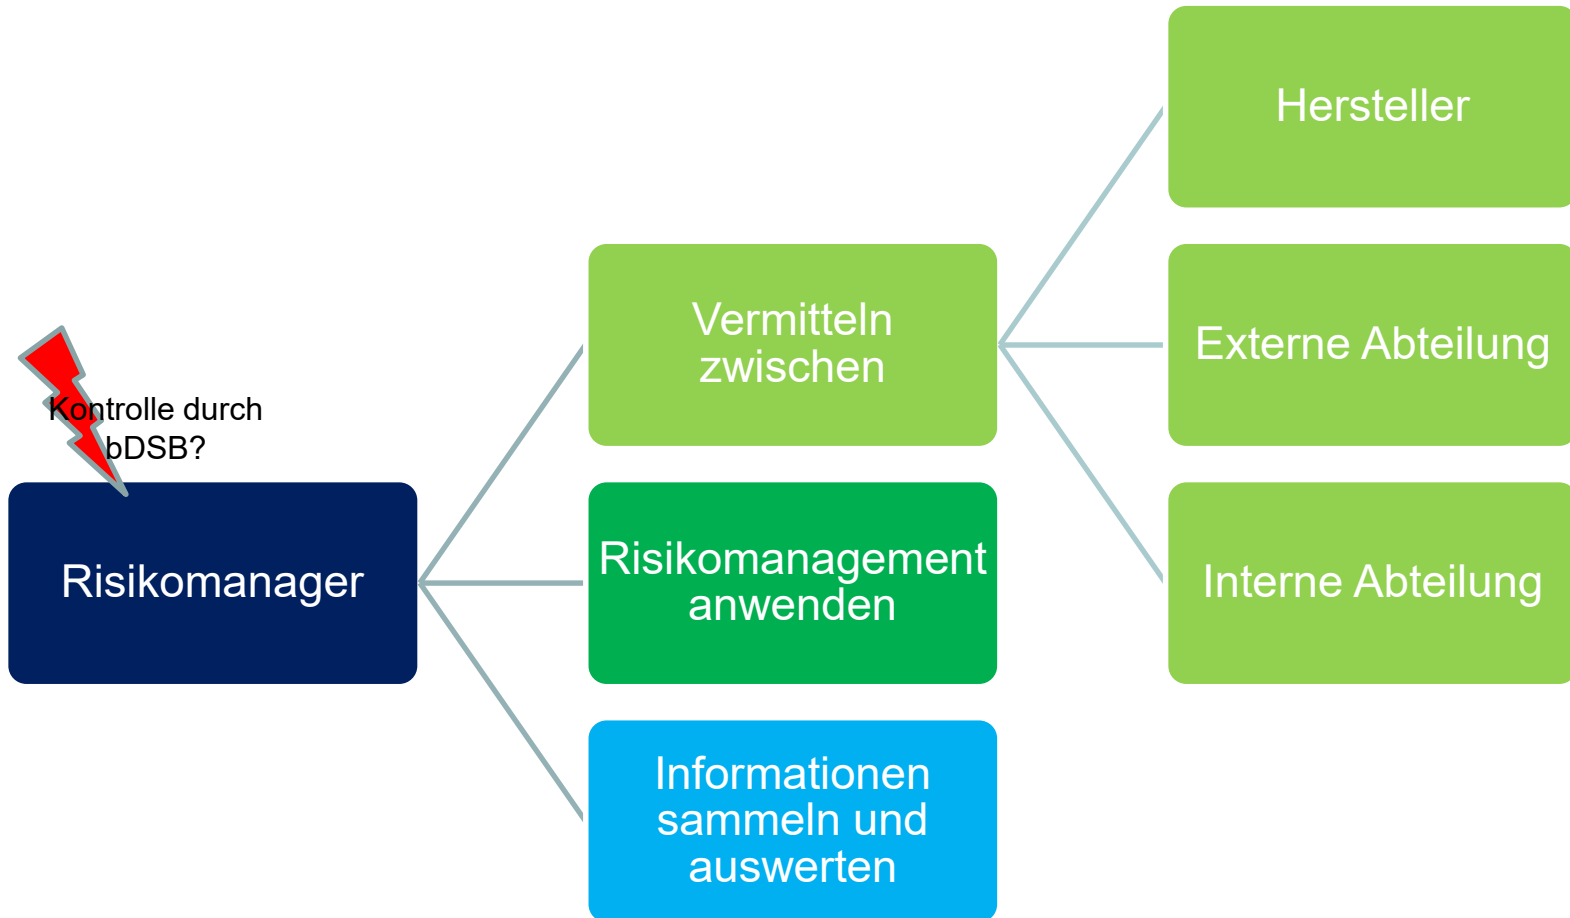 Kontrolle durch
bDSB?
Risikomanager
Vermitteln
zwischen
Risikomanagement
anwenden
Informationen
sammeln und
auswerten
Hersteller
Externe Abteilung
Interne Abteilung